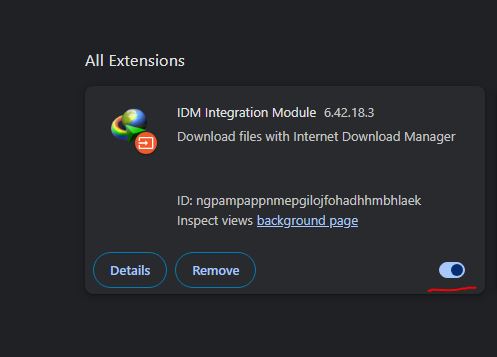 All Extensions
IDM Integration Module 6.42.18.3
Download files with Internet Download Manager
ID: ngpampappnmepgilojfohadhhmbhlaek
Inspect views background page
Details Remove